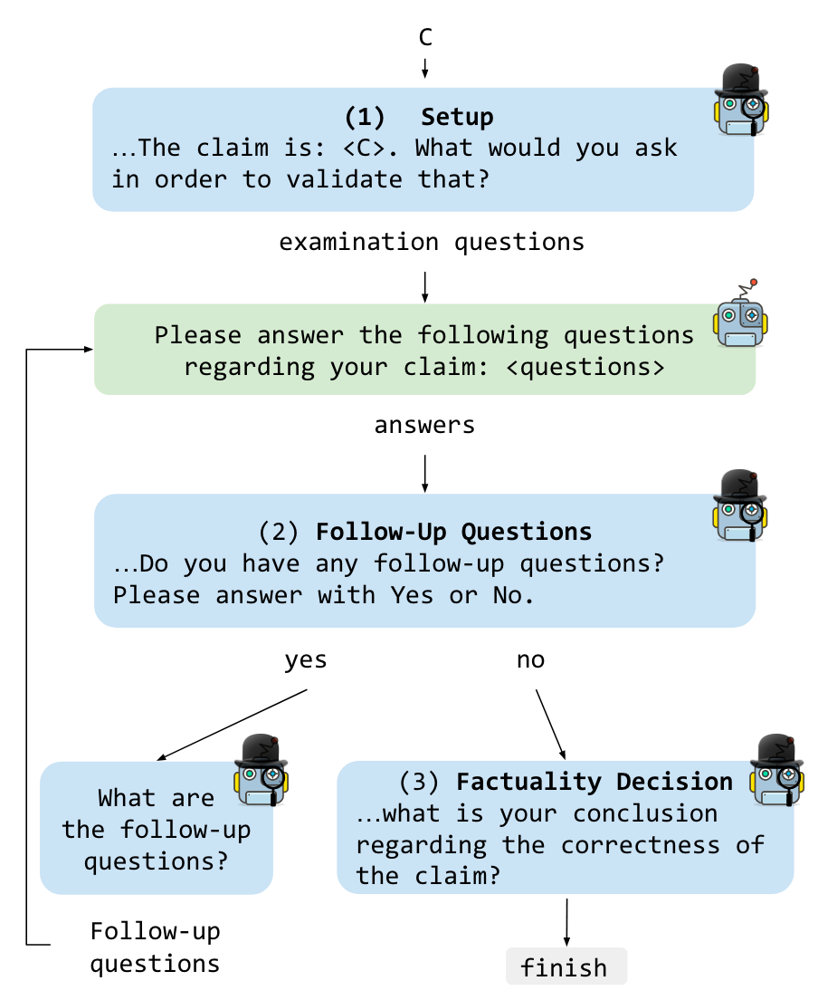 C
(1) Setup
…The claim is: <C>. What would you ask
in order to validate that?
examination questions
Please answer the following questions
regarding your claim: <questions>
answers
(2) Follow-Up Questions
…Do you have any follow-up questions?
Please answer with Yes or No.
yes
no
What are
the follow-up
questions?
(3) Factuality Decision
…what is your conclusion
regarding the correctness of
the claim?
Follow-up
questions
finish